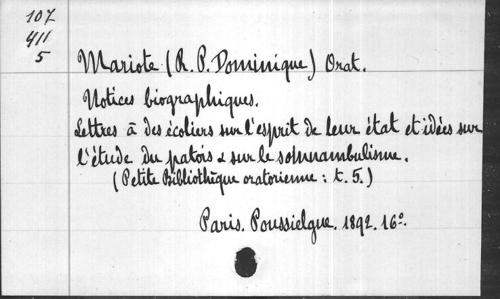 107
411
5
Mariote (R. P. Dominique) Orat.
Notices biographiques.
Lettres à des écoliers sur l'esprit de leur état et idées sur
l'étude du patois & sur le somnambulisme.
(Petite Bibliothèque oratorienne : t. 5.)
Paris. Poussielgue. 1892. 16º.